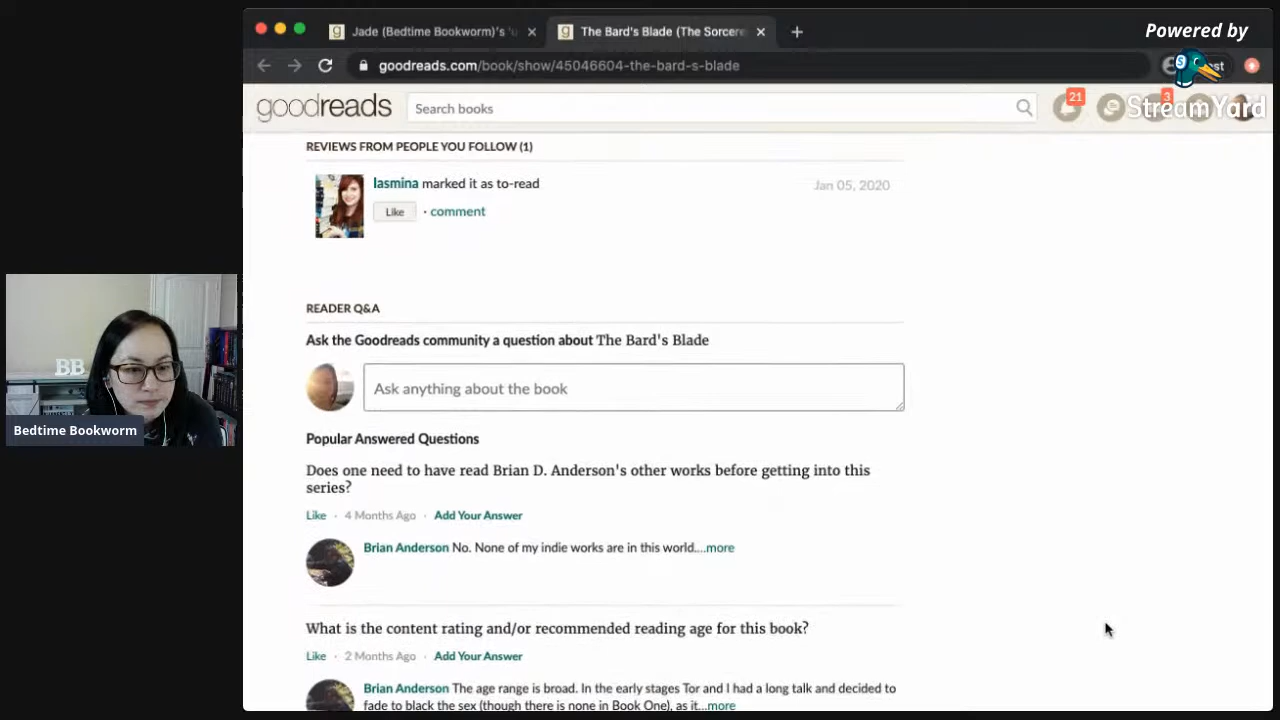 Powered by
StreamYard
Jade (Bedtime Bookworm)'s
The Bard's Blade (The Sorcere
goodreads.com/book/show/45046604-the-bard-s-blade
goodreads
Search books
21
3
REVIEWS FROM PEOPLE YOU FOLLOW (1)
Iasmina marked it as to-read
Jan 05, 2020
Like · comment
READER Q&A
Ask the Goodreads community a question about The Bard's Blade
Ask anything about the book
BB
Bedtime Bookworm
Popular Answered Questions
Does one need to have read Brian D. Anderson's other works before getting into this
series?
Like · 4 Months Ago · Add Your Answer
Brian Anderson No. None of my indie works are in this world....more
What is the content rating and/or recommended reading age for this book?
Like · 2 Months Ago · Add Your Answer
Brian Anderson The age range is broad. In the early stages Tor and I had a long talk and decided to
fade to black the sex (though there is none in Book One), as it...more